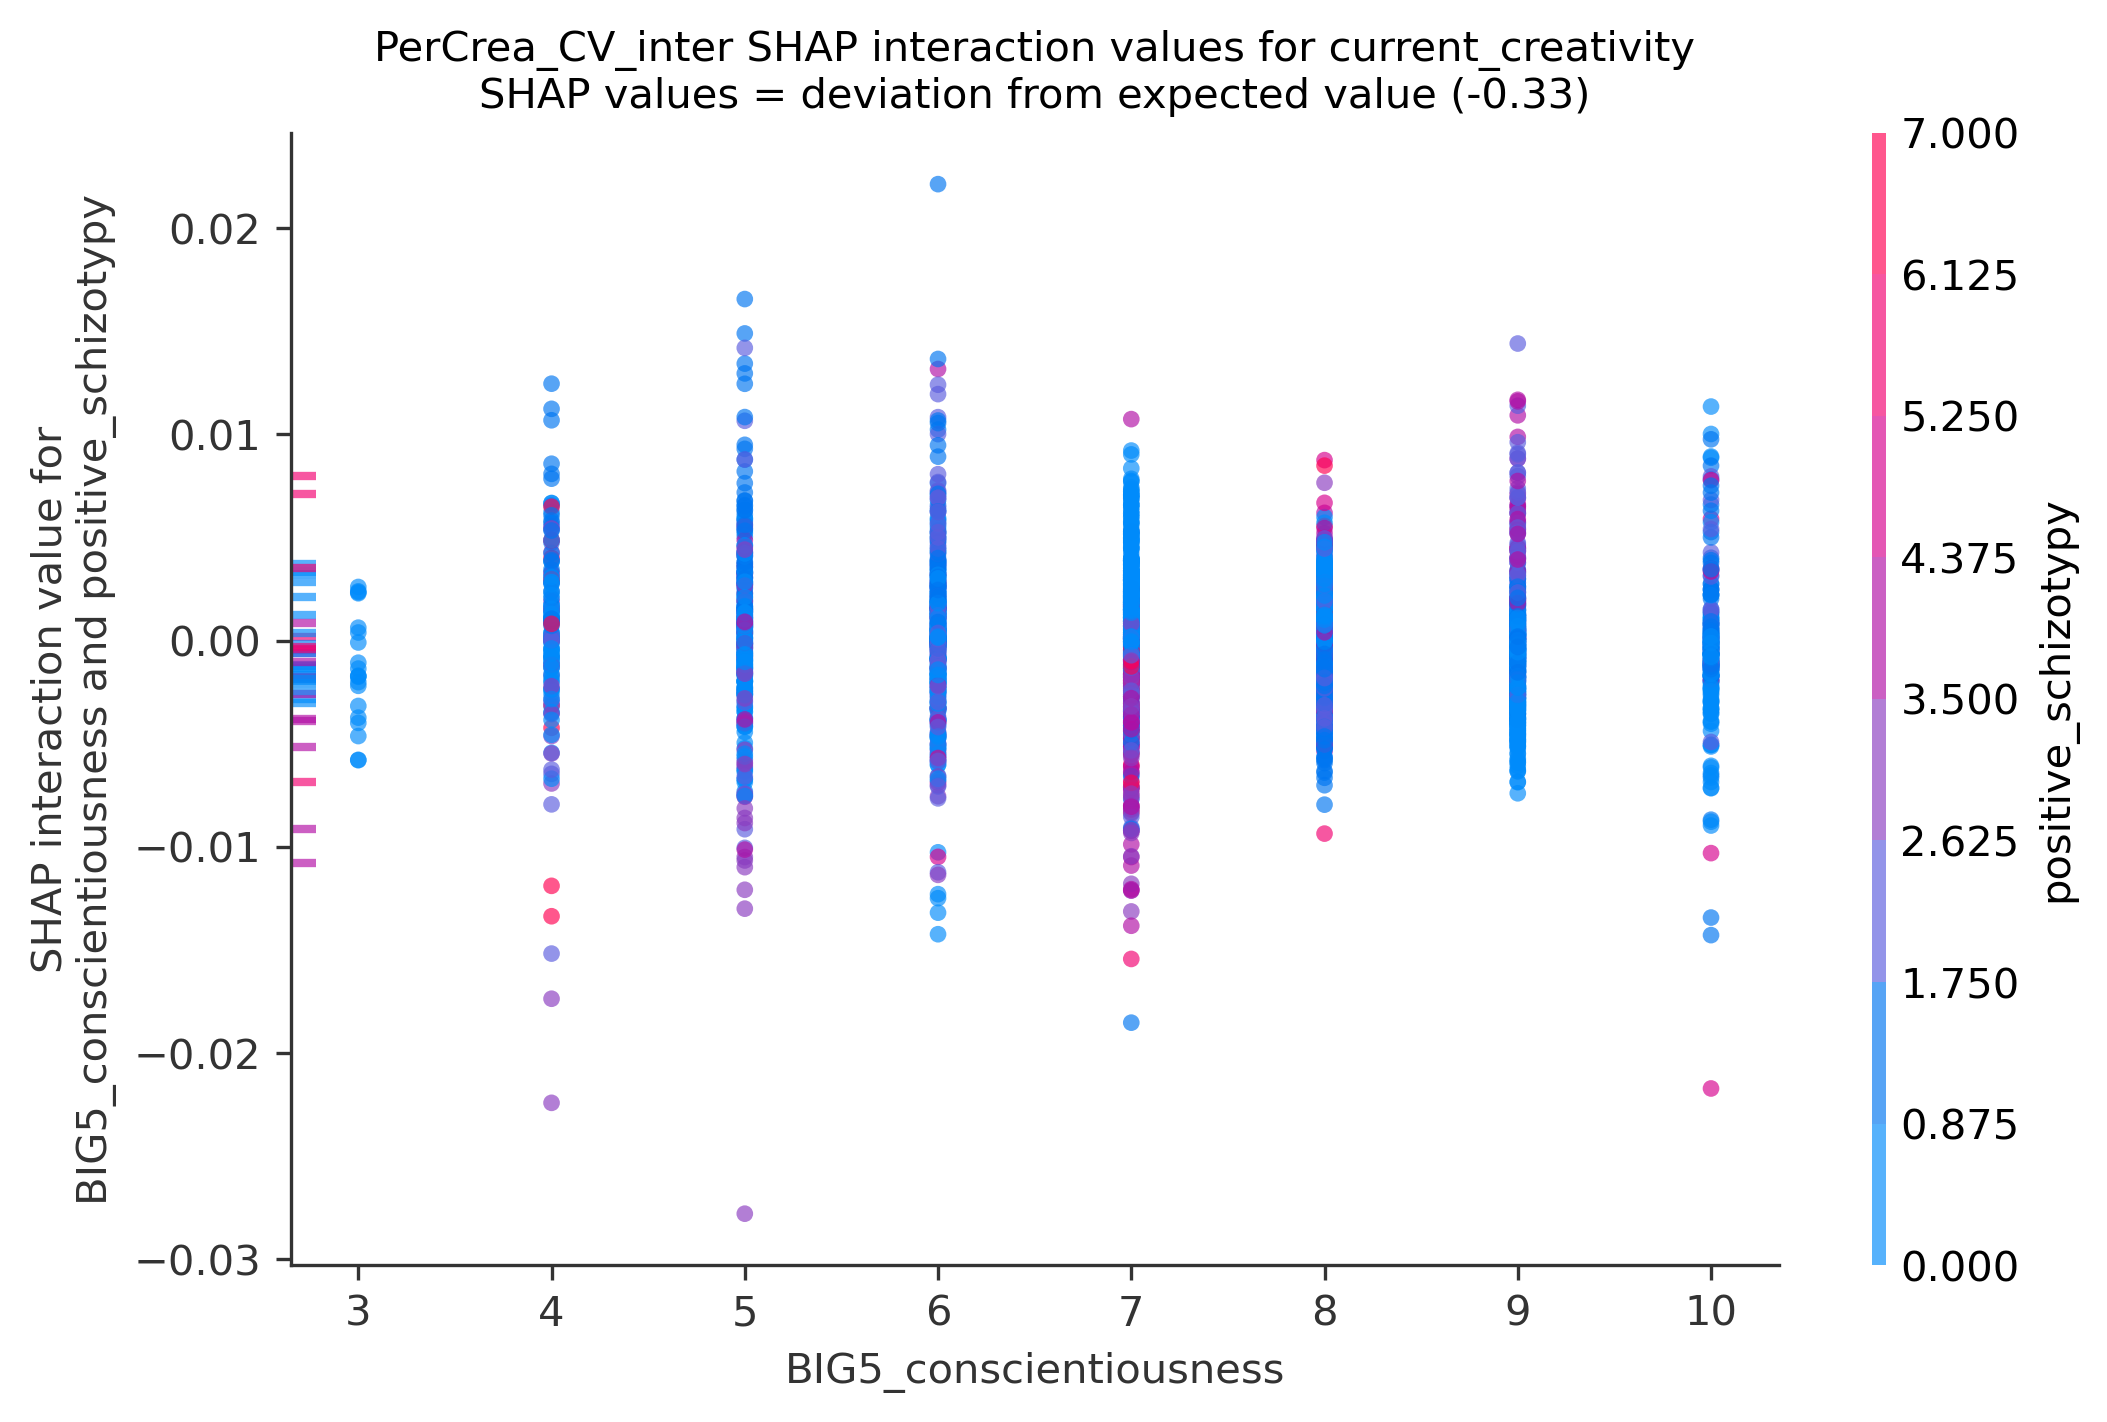 PerCrea_CV_inter SHAP interaction values for current_creativity
SHAP values = deviation from expected value (-0.33)
SHAP interaction value for
BIG5_conscientiousness and positive_schizotypy
0.02
0.01
0.00
−0.01
−0.02
−0.03
3 4 5 6 7 8 9 10
BIG5_conscientiousness
7.000
6.125
5.250
4.375
3.500
2.625
1.750
0.875
0.000
positive_schizotypy